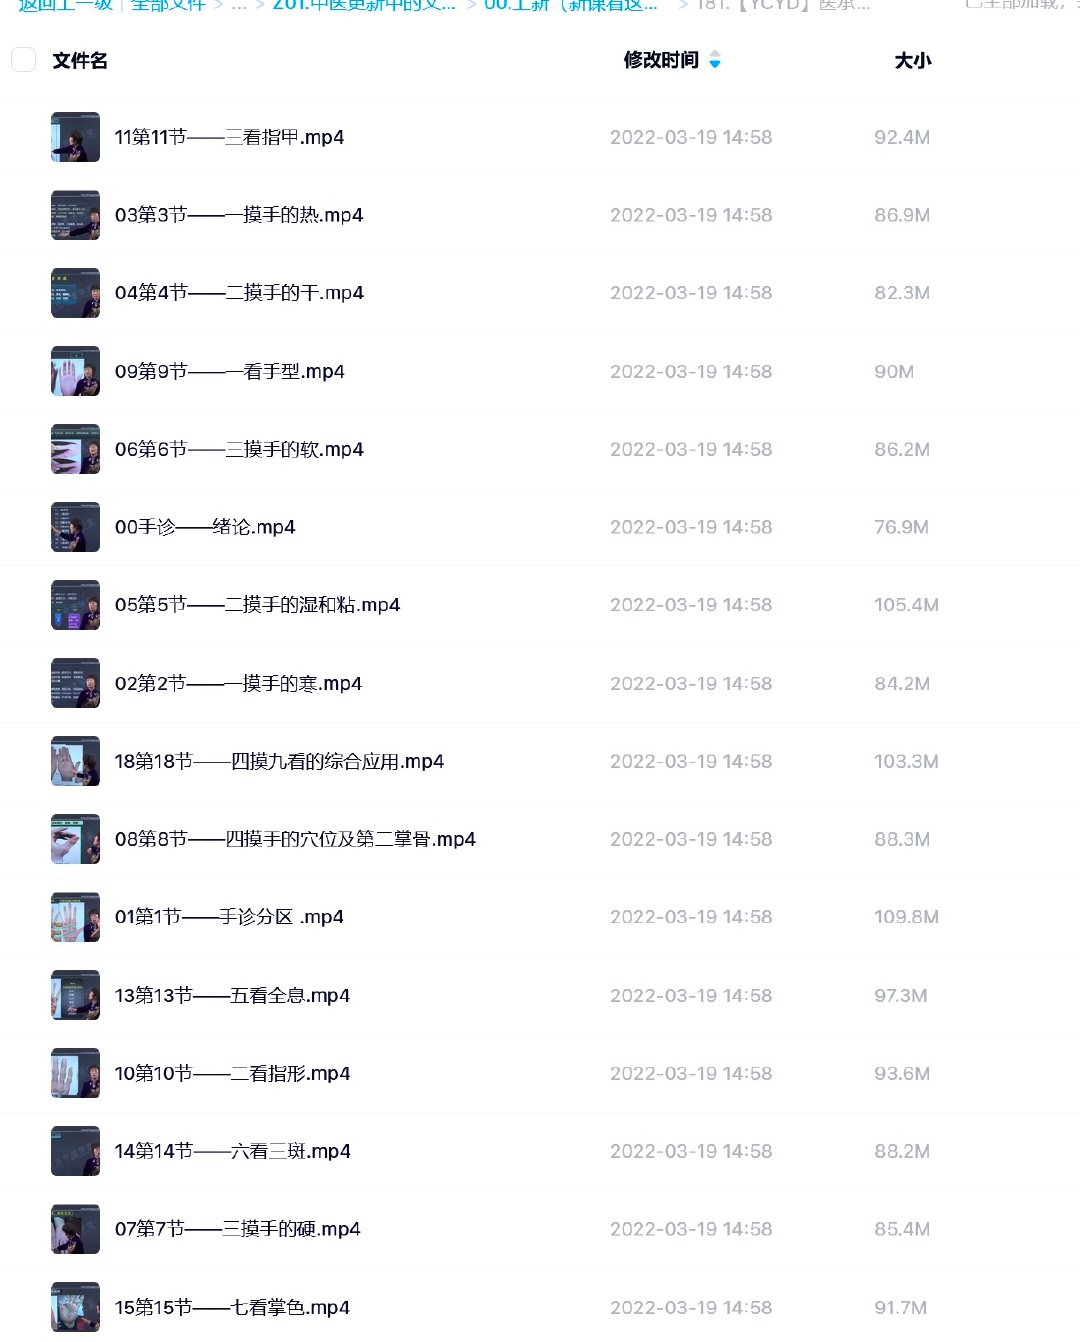 返回上一级 | 全部文件 > ... > 201.中医更新中的文... > 00.上新（新课看这... > 181.【YCYD】医承...
文件名 修改时间 大小
11第11节——三看指甲.mp4 2022-03-19 14:58 92.4M
03第3节——一摸手的热.mp4 2022-03-19 14:58 86.9M
04第4节——二摸手的干.mp4 2022-03-19 14:58 82.3M
09第9节——一看手型.mp4 2022-03-19 14:58 90M
06第6节——三摸手的软.mp4 2022-03-19 14:58 86.2M
00手诊——绪论.mp4 2022-03-19 14:58 76.9M
05第5节——二摸手的湿和粘.mp4 2022-03-19 14:58 105.4M
02第2节——一摸手的寒.mp4 2022-03-19 14:58 84.2M
18第18节——四摸九看的综合应用.mp4 2022-03-19 14:58 103.3M
08第8节——四摸手的穴位及第二掌骨.mp4 2022-03-19 14:58 88.3M
01第1节——手诊分区 .mp4 2022-03-19 14:58 109.8M
13第13节——五看全息.mp4 2022-03-19 14:58 97.3M
10第10节——二看指形.mp4 2022-03-19 14:58 93.6M
14第14节——六看三斑.mp4 2022-03-19 14:58 88.2M
07第7节——三摸手的硬.mp4 2022-03-19 14:58 85.4M
15第15节——七看掌色.mp4 2022-03-19 14:58 91.7M